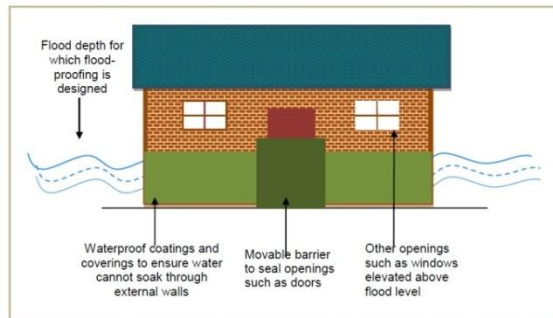 Flood depth for
which flood-
proofing is
designed
Waterproof coatings and
coverings to ensure water
cannot soak through
external walls
Movable barrier
to seal openings
such as doors
Other openings
such as windows
elevated above
flood level